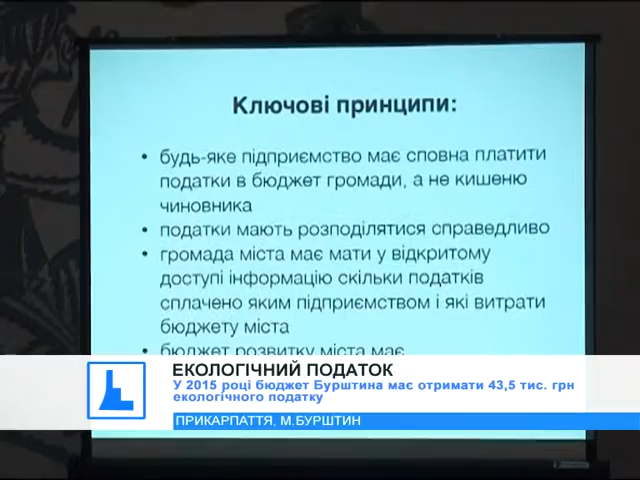 Ключові принципи:
• будь-яке підприємство має сповна платити
податки в бюджет громади, а не кишеню
чиновника
• податки мають розподілятися справедливо
• громада міста має мати у відкритому
доступі інформацію скільки податків
сплачено яким підприємством і які витрати
бюджету міста
• бюджет розвитку міста має
ЕКОЛОГІЧНИЙ ПОДАТОК
У 2015 році бюджет Бурштина має отримати 43,5 тис. грн
екологічного податку
ПРИКАРПАТТЯ, М.БУРШТИН